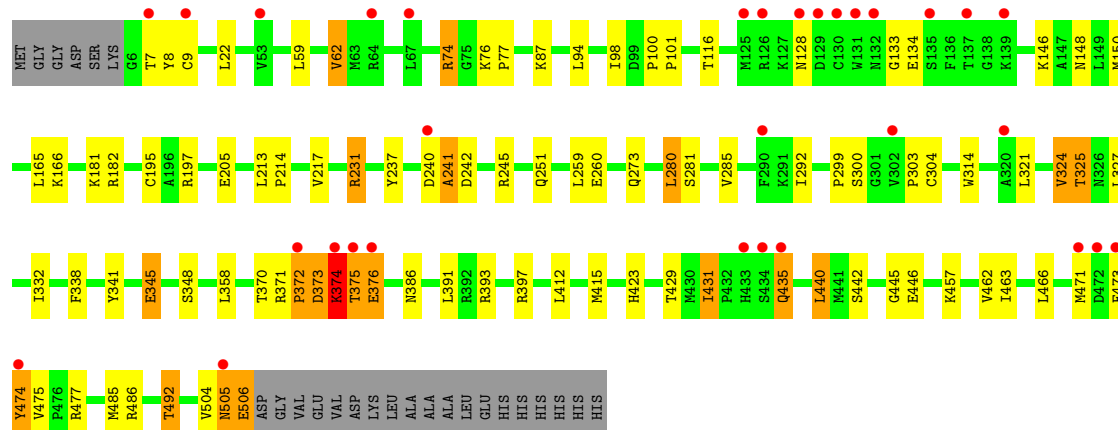 MET GLY GLY ASP SER LYS G6 T7 Y8 C9 L22 V53 L59 V62 M63 R64 L67 R74 G75 K76 P77 K87 L94 I98 D99 P100 P101 T116 M125 R126 K127 N128 D129 C130 W131 N132 G133 E134 S135 F136 T137 G138 K139 K146 A147 N148 L149
L165 K166 K181 R182 C195 A196 R197 E205 L213 P214 V217 R231 Y237 D240 A241 D242 R245 Q251 L259 E260 Q273 L280 S281 V285 F290 K291 I292 P299 S300 G301 V302 P303 C304 W314 A320 L321 V324 T325 N326
I332 F338 Y341 E345 S348 L358 T370 R371 P372 D373 K374 T375 E376 N386 L391 R392 R393 R397 L412 M415 H423 T429 M430 I431 P432 H433 S434 Q435 L440 M441 S442 G445 E446 K457 V462 I463 L466 M471 D472
Y474 V475 P476 R477 M485 R486 T492 V504 N505 E506 ASP GLY VAL GLU VAL ASP LYS LEU ALA ALA ALA LEU GLU HIS HIS HIS HIS HIS HIS